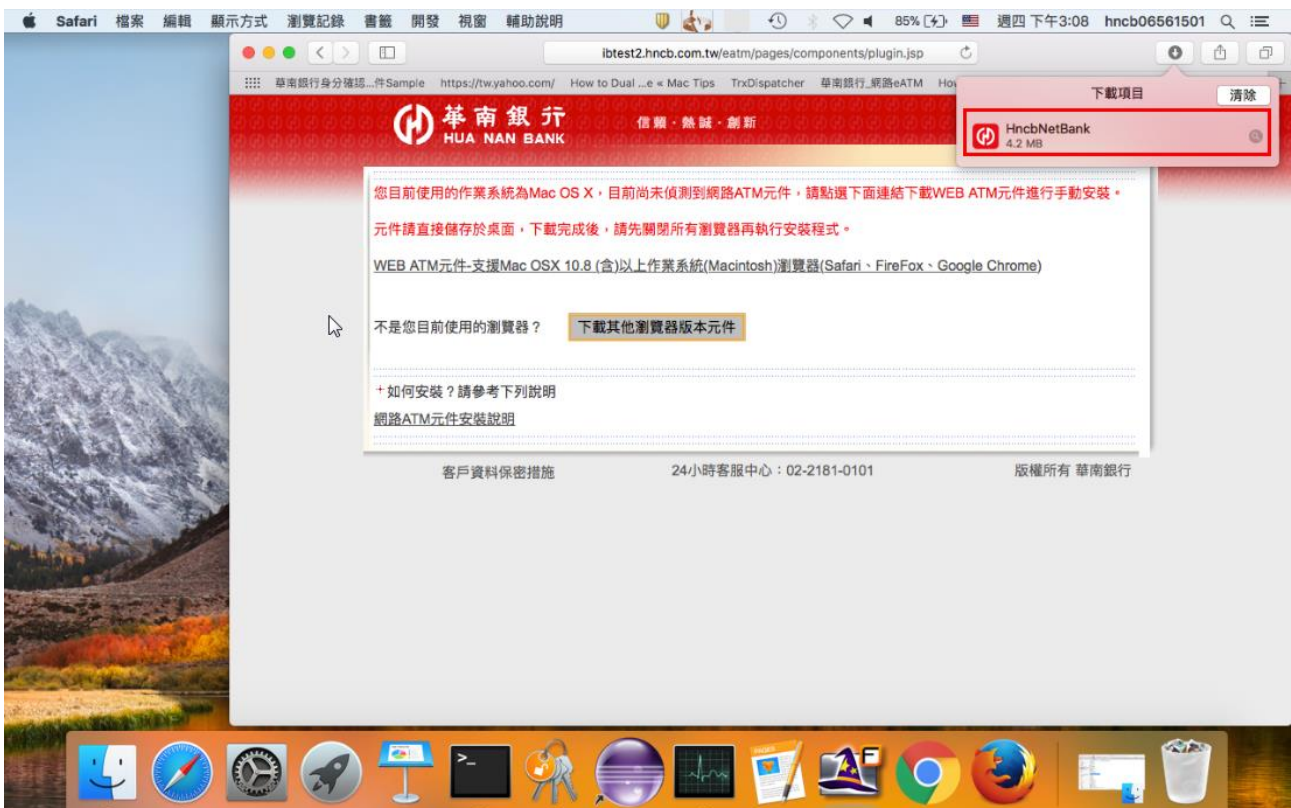 Safari 檔案 編輯 顯示方式 瀏覽記錄 書籤 開發 視窗 輔助說明 85% 週四下午3:08 hncb06561501
ibtest2.hncb.com.tw/eatm/pages/components/plugin.jsp
華南銀行身分確認...件Sample https://tw.yahoo.com/ How to Dual ...e « Mac Tips TrxDispatcher 華南銀行_網路eATM
下載項目 清除
HncbNetBank
4.2 MB
華南銀行 信賴・熱誠・創新
HUA NAN BANK
您目前使用的作業系統為Mac OS X，目前尚未偵測到網路ATM元件，請點選下面連結下載WEB ATM元件進行手動安裝。
元件請直接儲存於桌面，下載完成後，請先關閉所有瀏覽器再執行安裝程式。
WEB ATM元件-支援Mac OSX 10.8 (含)以上作業系統(Macintosh)瀏覽器(Safari、FireFox、Google Chrome)
不是您目前使用的瀏覽器？ 下載其他瀏覽器版本元件
+如何安裝？請參考下列說明
網路ATM元件安裝說明
客戶資料保密措施 24小時客服中心：02-2181-0101 版權所有 華南銀行
PAGES
F